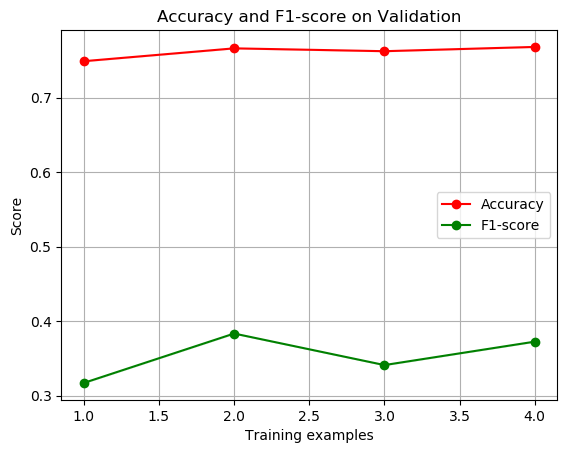 Accuracy and F1-score on Validation
Score
0.7
0.6
0.5
0.4
0.3
Accuracy
F1-score
1.0 1.5 2.0 2.5 3.0 3.5 4.0
Training examples